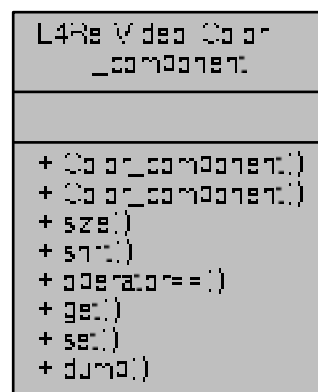 L4Re::Video::Color
_component
+ Color_component()
+ Color_component()
+ size()
+ shift()
+ operator==()
+ get()
+ set()
+ dump()